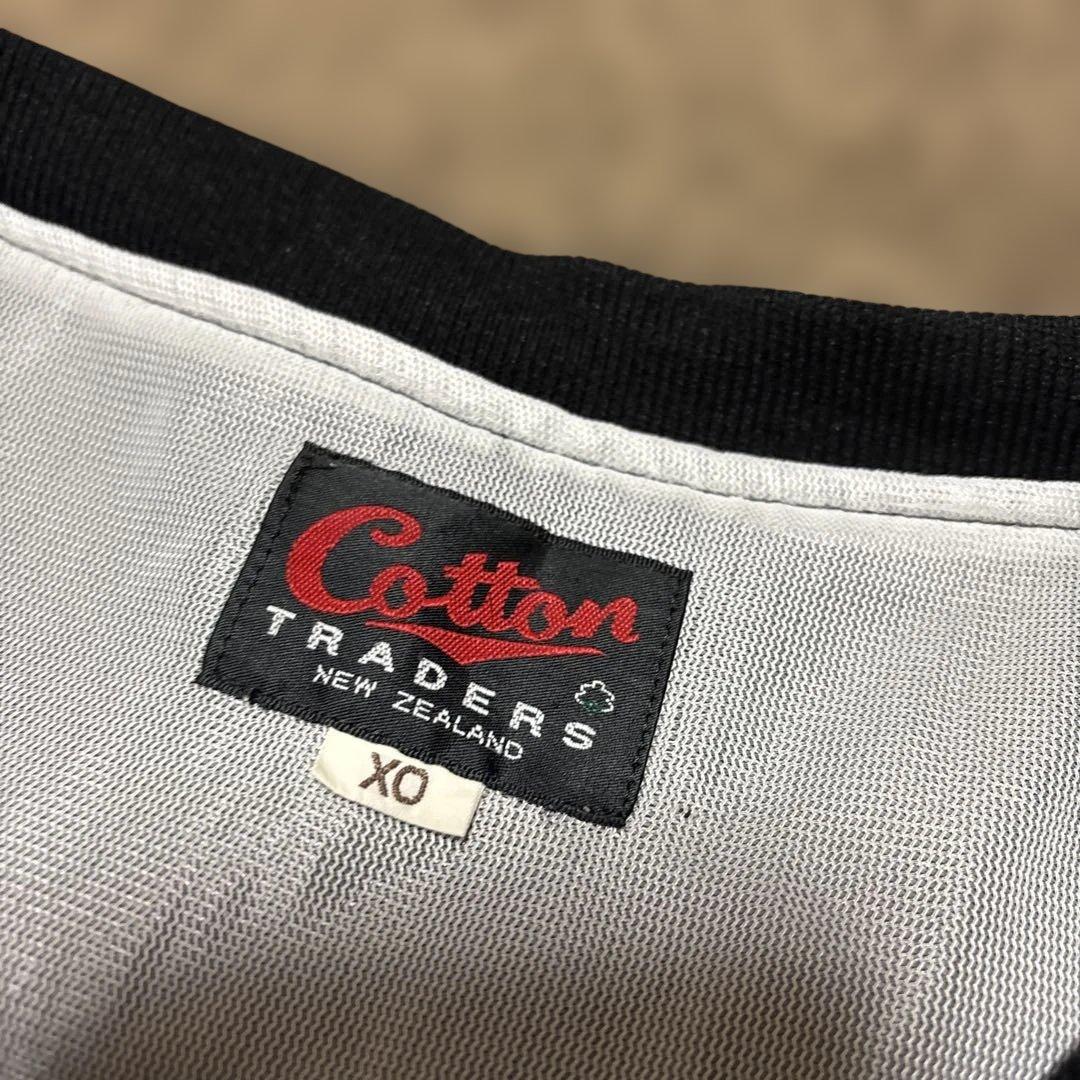 Cotton
TRADERS
NEW ZEALAND
XO